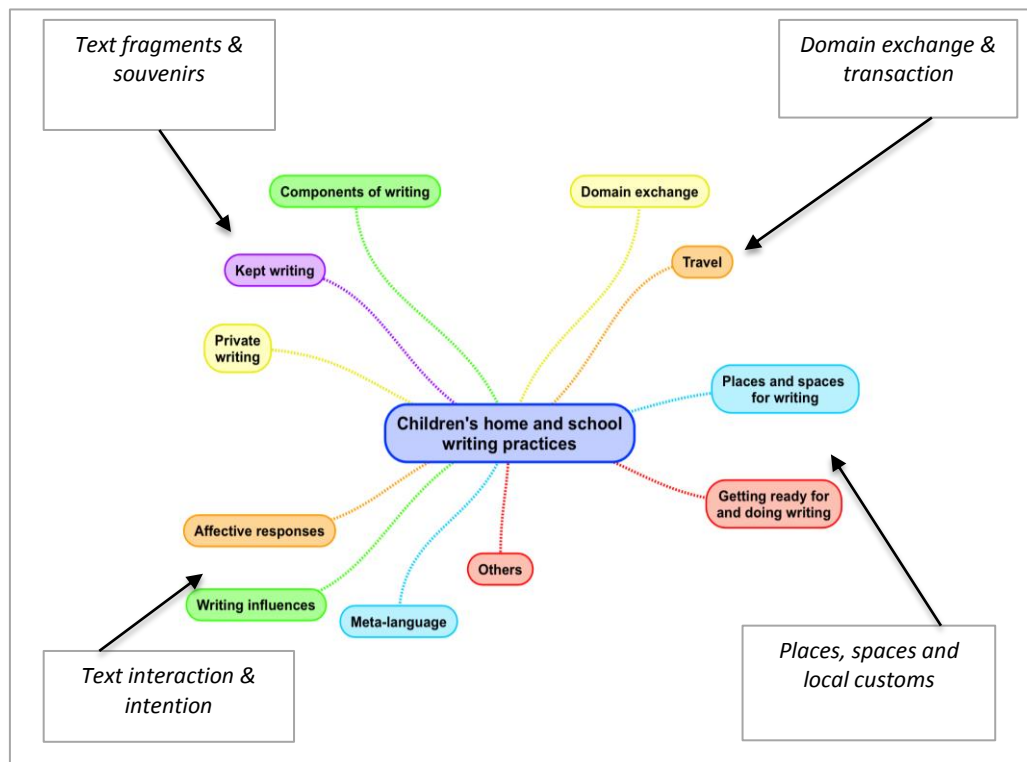 Text fragments &
souvenirs
Domain exchange &
transaction
Components of writing
Domain exchange
Kept writing
Travel
Private
writing
Places and spaces
for writing
Children's home and school
writing practices
Getting ready for
and doing writing
Affective responses
Others
Writing influences
Meta-language
Text interaction &
intention
Places, spaces and
local customs